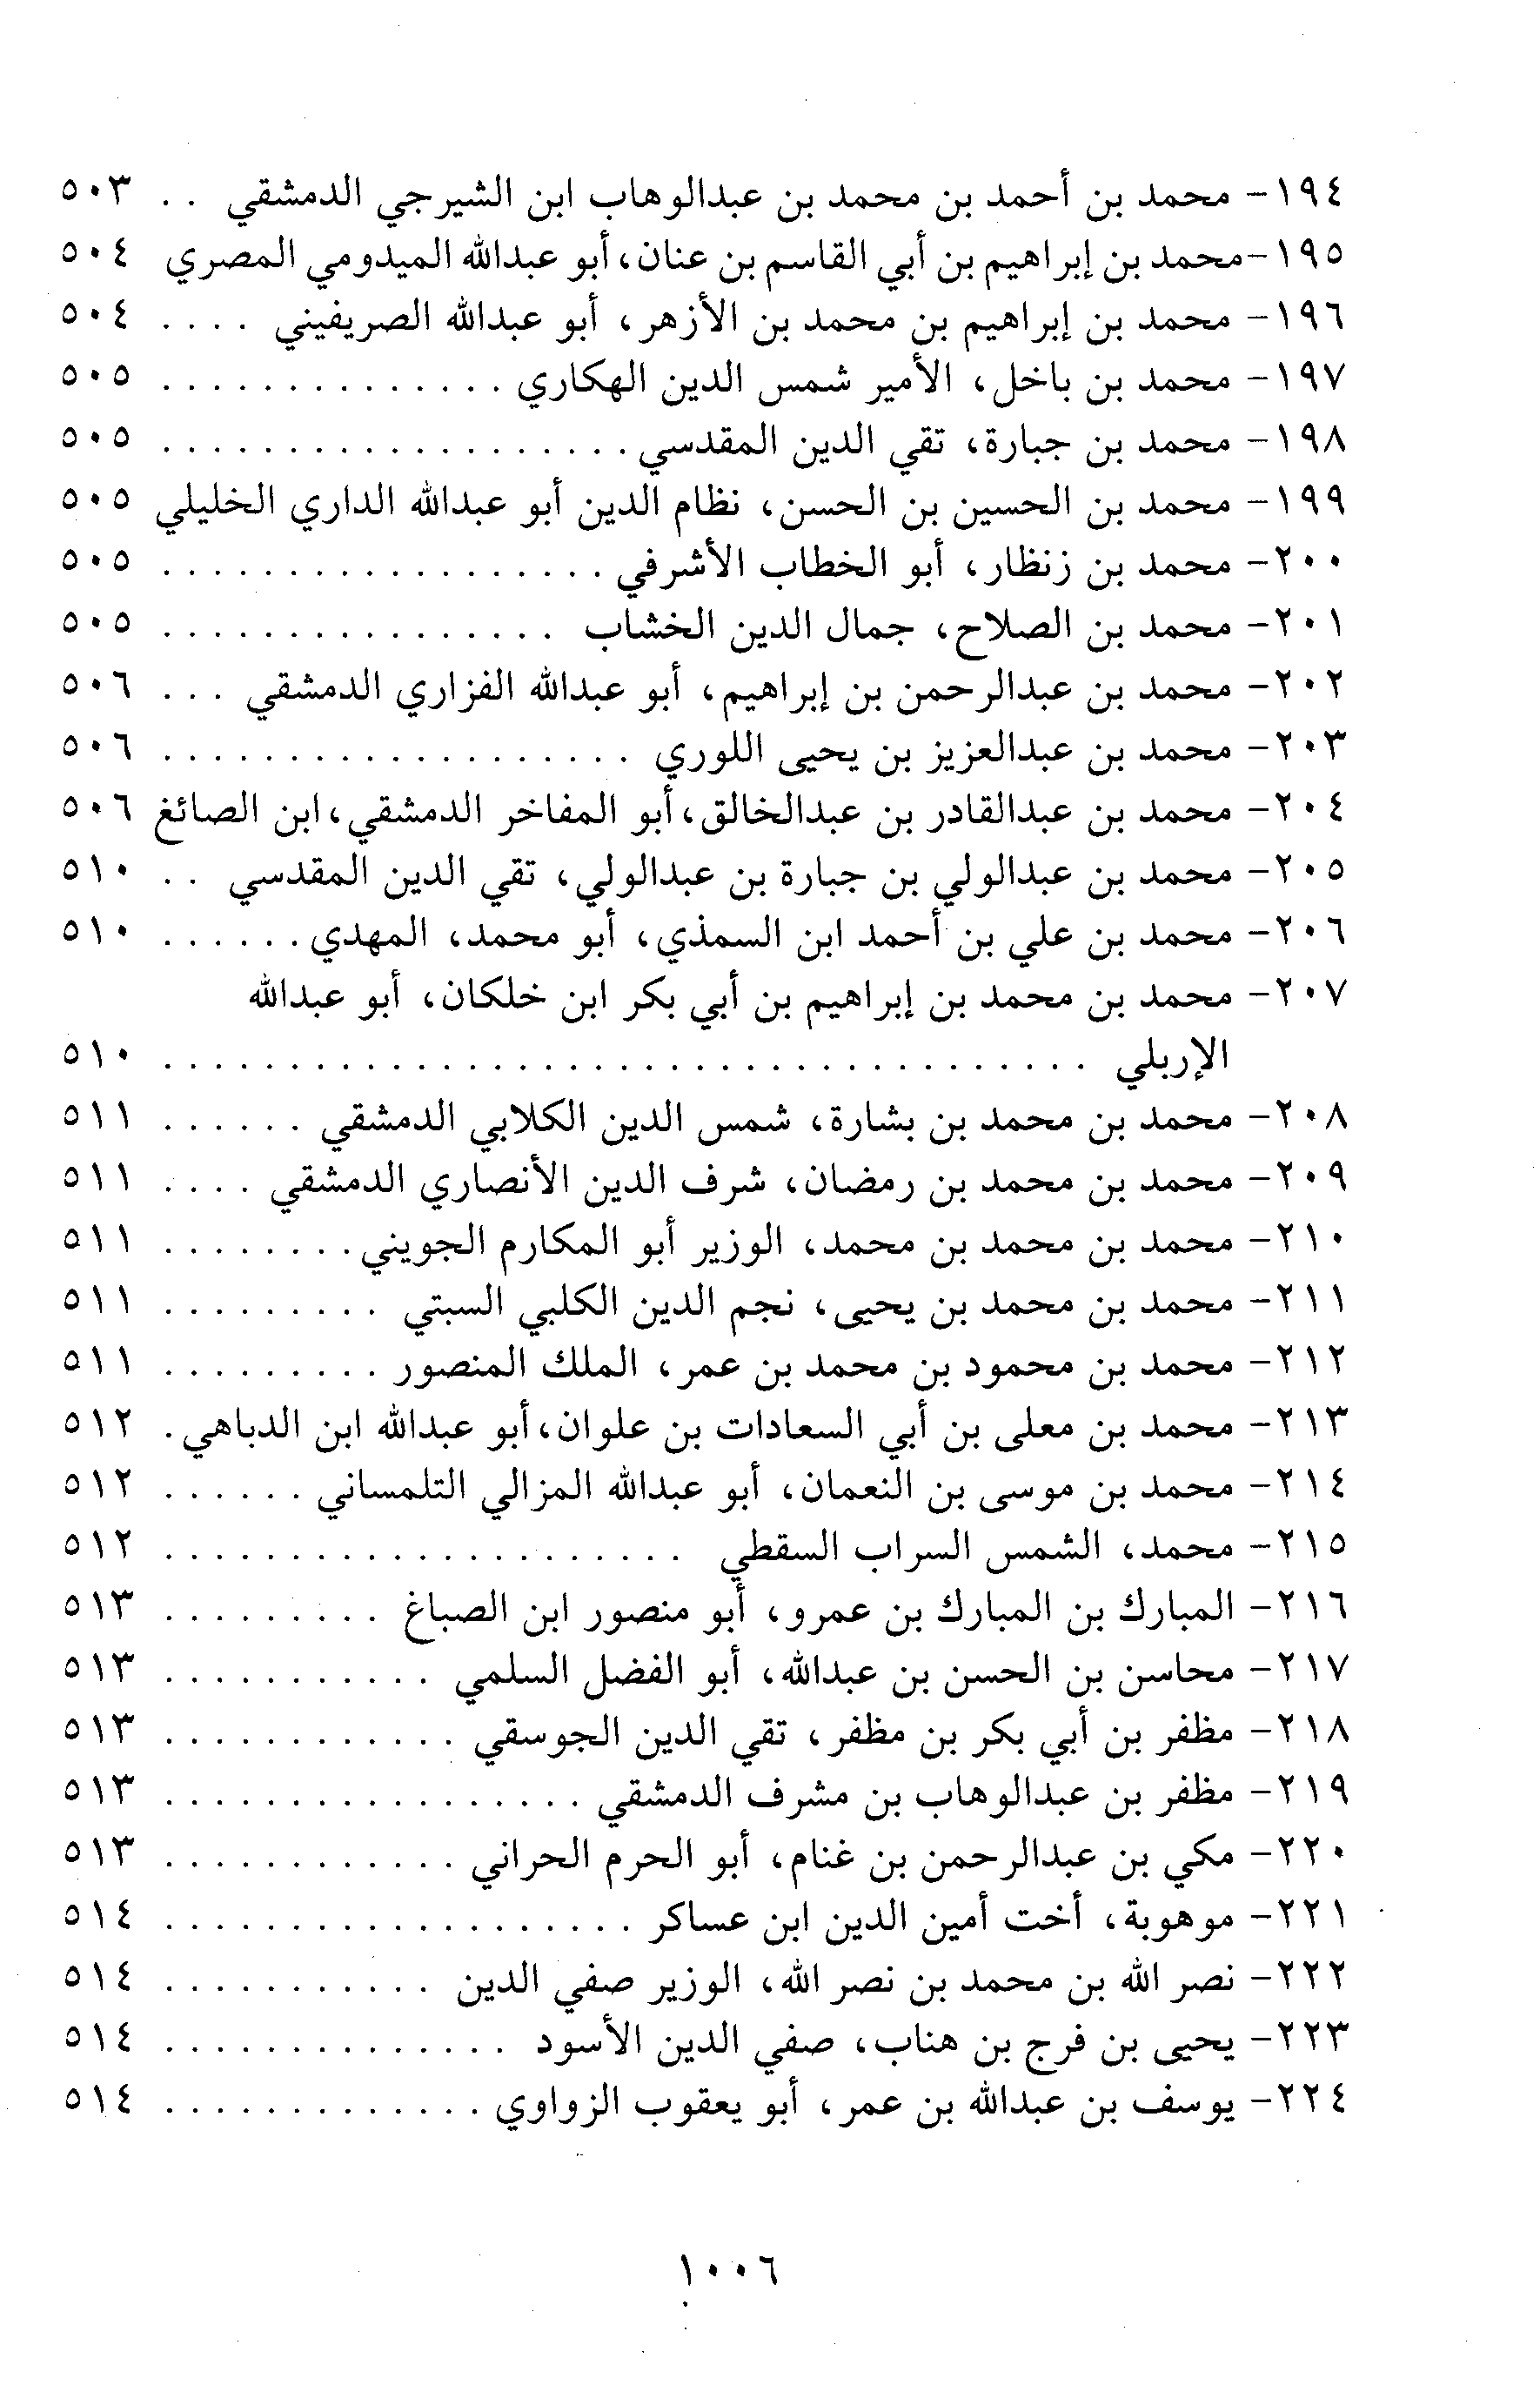 ١٩٤- محمد بن أحمد بن محمد بن عبدالوهاب ابن الشيرجي الدمشقي . . ٥٠٣
١٩٥- محمد بن إبراهيم بن أبي القاسم بن عنان، أبو عبدالله الميدومي المصري ٥٠٤
١٩٦- محمد بن إبراهيم بن محمد بن الأزهر، أبو عبدالله الصريفيني . . . . ٥٠٤
١٩٧- محمد بن باخل، الأمير شمس الدين الهكاري . . . . . . . . . . . . . . ٥٠٥
١٩٨- محمد بن جبارة، تقي الدين المقدسي . . . . . . . . . . . . . . . . . . . ٥٠٥
١٩٩- محمد بن الحسين بن الحسن، نظام الدين أبو عبدالله الداري الخليلي ٥٠٥
٢٠٠- محمد بن زنظار، أبو الخطاب الأشرفي . . . . . . . . . . . . . . . . . . ٥٠٥
٢٠١- محمد بن الصلاح، جمال الدين الخشاب . . . . . . . . . . . . . . . . ٥٠٥
٢٠٢- محمد بن عبدالرحمن بن إبراهيم، أبو عبدالله الفزاري الدمشقي . . . ٥٠٦
٢٠٣- محمد بن عبدالعزيز بن يحيى اللوري . . . . . . . . . . . . . . . . . . . ٥٠٦
٢٠٤- محمد بن عبدالقادر بن عبدالخالق، أبو المفاخر الدمشقي، ابن الصائغ ٥٠٦
٢٠٥- محمد بن عبدالولي بن جبارة بن عبدالولي، تقي الدين المقدسي . . ٥١٠
٢٠٦- محمد بن علي بن أحمد ابن السمذي، أبو محمد، المهدي . . . . . . ٥١٠
٢٠٧- محمد بن محمد بن إبراهيم بن أبي بكر ابن خلكان، أبو عبدالله
الإربلي . . . . . . . . . . . . . . . . . . . . . . . . . . . . . . . . . . . . . ٥١٠
٢٠٨- محمد بن محمد بن بشارة، شمس الدين الكلابي الدمشقي . . . . . . ٥١١
٢٠٩- محمد بن محمد بن رمضان، شرف الدين الأنصاري الدمشقي . . . . ٥١١
٢١٠- محمد بن محمد بن محمد، الوزير أبو المكارم الجويني . . . . . . . . ٥١١
٢١١- محمد بن محمد بن يحيى، نجم الدين الكلبي السبتي . . . . . . . . . ٥١١
٢١٢- محمد بن محمود بن محمد بن عمر، الملك المنصور . . . . . . . . . ٥١١
٢١٣- محمد بن معلى بن أبي السعادات بن علوان، أبو عبدالله ابن الدباهي . ٥١٢
٢١٤- محمد بن موسى بن النعمان، أبو عبدالله المزالي التلمساني . . . . . . ٥١٢
٢١٥- محمد، الشمس السراب السقطي . . . . . . . . . . . . . . . . . . . . . ٥١٢
٢١٦- المبارك بن المبارك بن عمرو، أبو منصور ابن الصباغ . . . . . . . . . ٥١٣
٢١٧- محاسن بن الحسن بن عبدالله، أبو الفضل السلمي . . . . . . . . . . . ٥١٣
٢١٨- مظفر بن أبي بكر بن مظفر، تقي الدين الجوسقي . . . . . . . . . . . . ٥١٣
٢١٩- مظفر بن عبدالوهاب بن مشرف الدمشقي . . . . . . . . . . . . . . . . . ٥١٣
٢٢٠- مكي بن عبدالرحمن بن غنام، أبو الحرم الحراني . . . . . . . . . . . . ٥١٣
٢٢١- موهوبة، أخت أمين الدين ابن عساكر . . . . . . . . . . . . . . . . . . . ٥١٤
٢٢٢- نصر الله بن محمد بن نصر الله، الوزير صفي الدين . . . . . . . . . . . ٥١٤
٢٢٣- يحيى بن فرج بن هناب، صفي الدين الأسود . . . . . . . . . . . . . . ٥١٤
٢٢٤- يوسف بن عبدالله بن عمر، أبو يعقوب الزواوي . . . . . . . . . . . . . ٥١٤
١٠٠٦